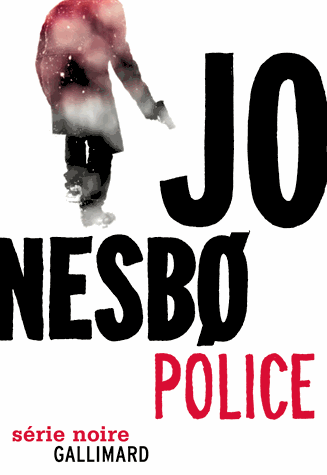 JO
NESBØ
POLICE
série noire
GALLIMARD